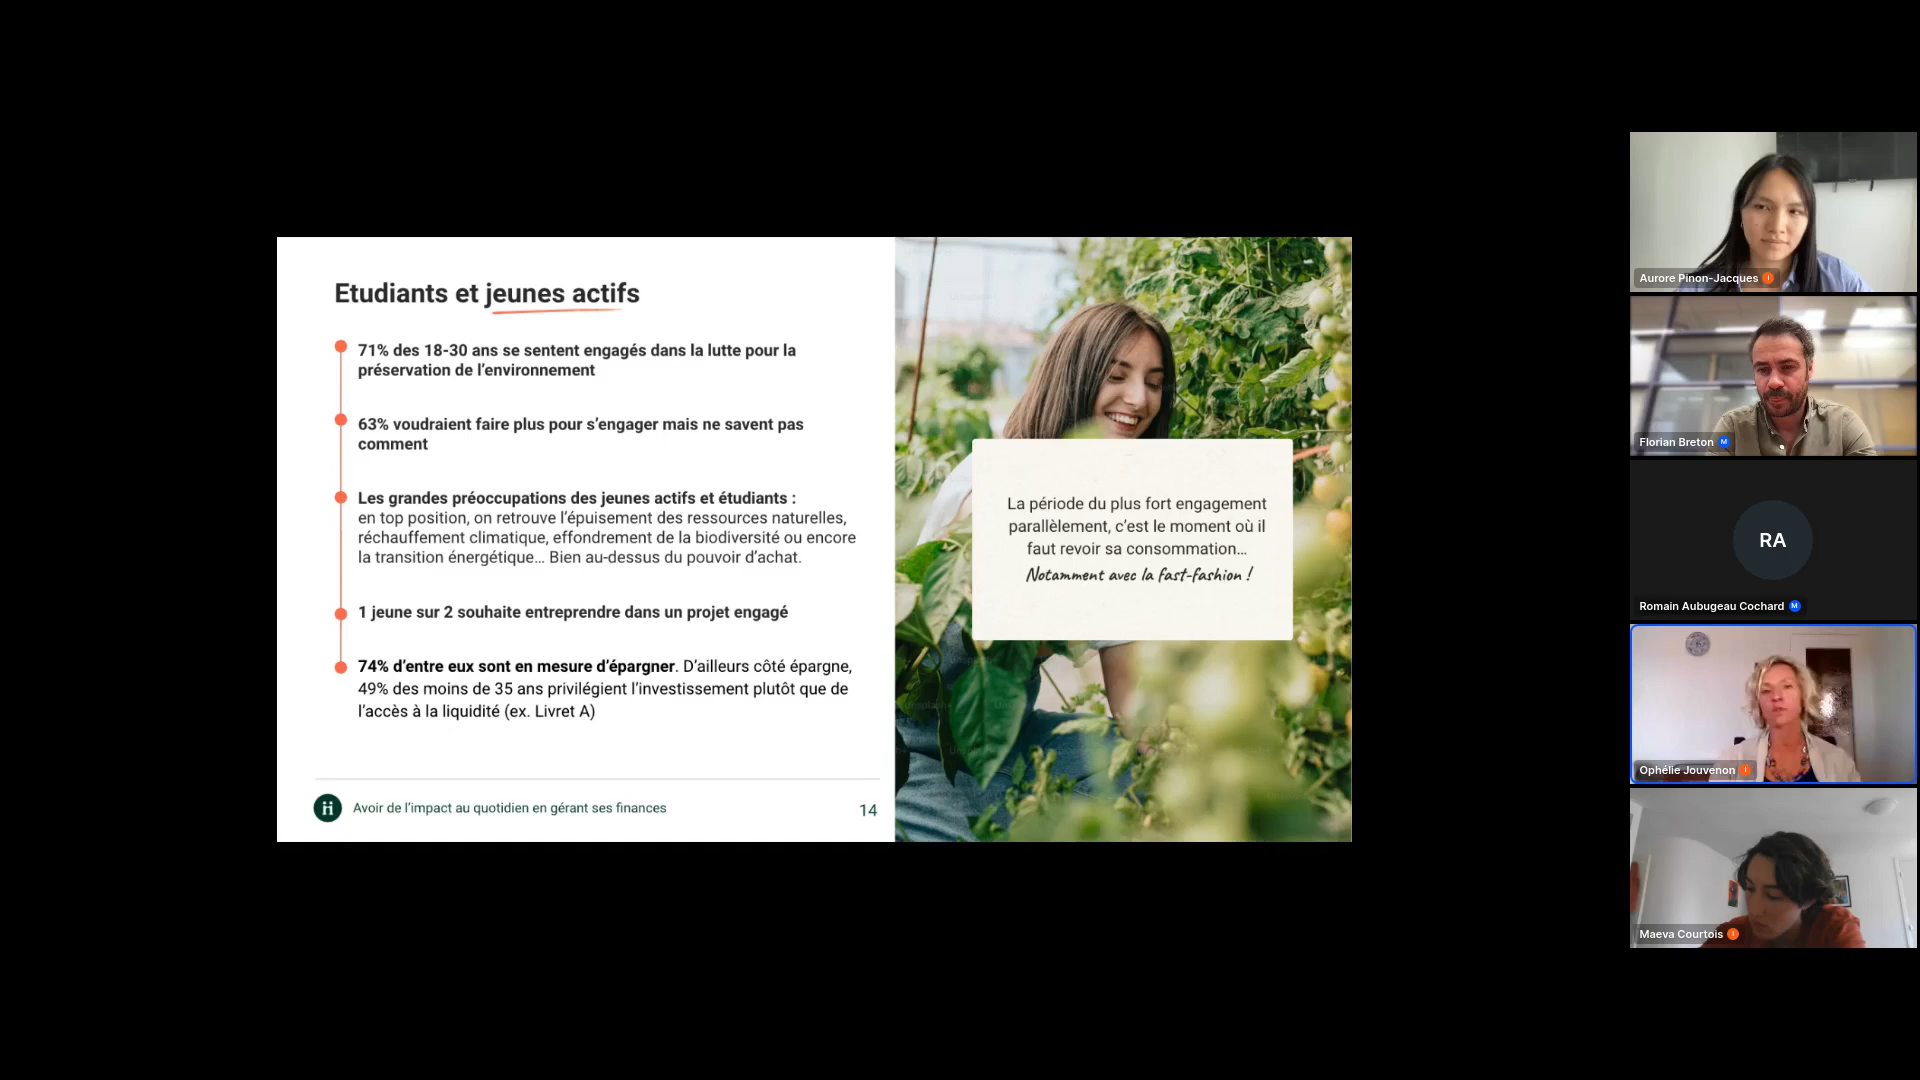 Etudiants et jeunes actifs
71% des 18-30 ans se sentent engagés dans la lutte pour la
préservation de l’environnement
63% voudraient faire plus pour s’engager mais ne savent pas
comment
Les grandes préoccupations des jeunes actifs et étudiants :
en top position, on retrouve l’épuisement des ressources naturelles,
réchauffement climatique, effondrement de la biodiversité ou encore
la transition énergétique… Bien au-dessus du pouvoir d’achat.
1 jeune sur 2 souhaite entreprendre dans un projet engagé
74% d’entre eux sont en mesure d’épargner. D’ailleurs côté épargne,
49% des moins de 35 ans privilégient l’investissement plutôt que de
l’accès à la liquidité (ex. Livret A)
Avoir de l’impact au quotidien en gérant ses finances
14
La période du plus fort engagement
parallèlement, c’est le moment où il
faut revoir sa consommation…
Notamment avec la fast-fashion !
Aurore Pinon-Jacques
Florian Breton M
RA
Romain Aubugeau Cochard M
Ophélie Jouvenon
Maeva Courtois